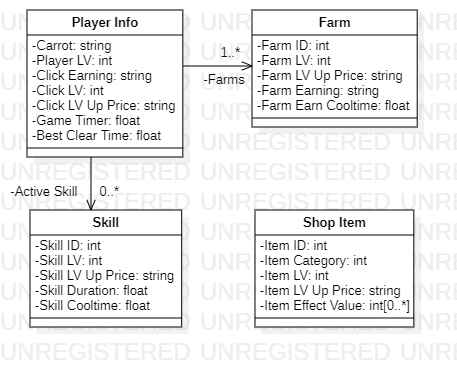 Player Info
-Carrot: string
-Player LV: int
-Click Earning: string
-Click LV: int
-Click LV Up Price: string
-Game Timer: float
-Best Clear Time: float
1..*
-Farms
Farm
-Farm ID: int
-Farm LV: int
-Farm LV Up Price: string
-Farm Earning: string
-Farm Earn Cooltime: float
-Active Skill 0..*
Skill
-Skill ID: int
-Skill LV: int
-Skill LV Up Price: string
-Skill Duration: float
-Skill Cooltime: float
Shop Item
-Item ID: int
-Item Category: int
-Item LV: int
-Item LV Up Price: string
-Item Effect Value: int[0..*]
UNREGISTERED UNREGISTERED UNRI